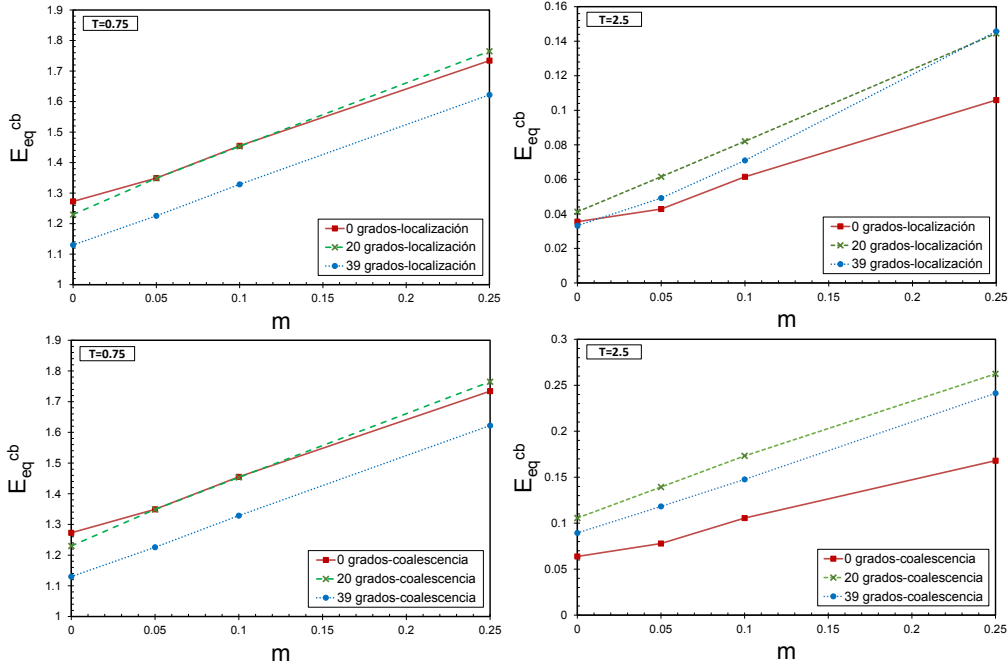 T=0.75
1.9
1.8
1.7
1.6
1.5
1.4
1.3
1.2
1.1
1
E_eq^cb
0 grados-localización
20 grados-localización
39 grados-localización
0 0.05 0.1 0.15 0.2 0.25
m
T=2.5
0.16
0.14
0.12
0.1
0.08
0.06
0.04
0.02
0
E_eq^cb
0 grados-localización
20 grados-localización
39 grados-localización
0 0.05 0.1 0.15 0.2 0.25
m
T=0.75
1.9
1.8
1.7
1.6
1.5
1.4
1.3
1.2
1.1
1
E_eq^cb
0 grados-coalescencia
20 grados-coalescencia
39 grados-coalescencia
0 0.05 0.1 0.15 0.2 0.25
m
T=2.5
0.3
0.25
0.2
0.15
0.1
0.05
0
E_eq^cb
0 grados-coalescencia
20 grados-coalescencia
39 grados-coalescencia
0 0.05 0.1 0.15 0.2 0.25
m